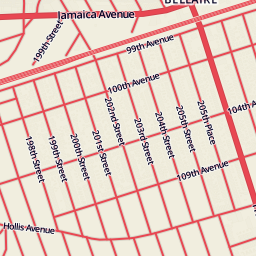 BELLAIRE
Jamaica Avenue
199th Street
99th Avenue
100th Avenue
202nd Street
203rd Street
204th Street
205th Street
205th Place
104th A
198th Street
199th Street
200th Street
201st Street
109th Avenue
Hollis Avenue